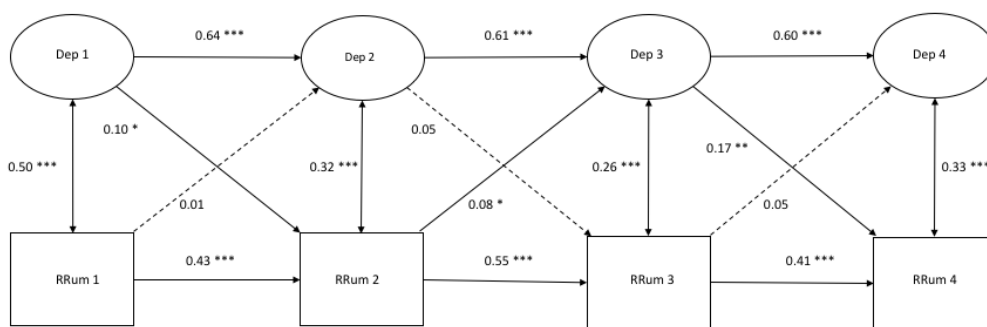 0.64 ***
0.61 ***
0.60 ***
Dep 1
Dep 2
Dep 3
Dep 4
0.10 *
0.05
0.50 ***
0.32 ***
0.26 ***
0.17 **
0.33 ***
0.01
0.08 *
0.05
0.43 ***
0.55 ***
0.41 ***
RRum 1
RRum 2
RRum 3
RRum 4